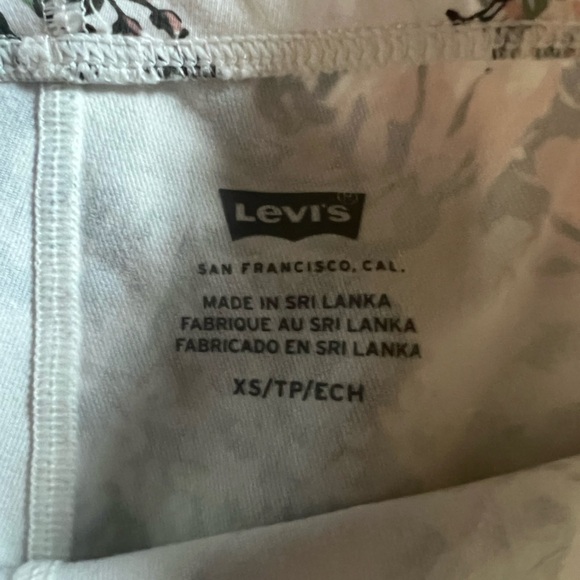 Levi's
SAN FRANCISCO, CAL.
MADE IN SRI LANKA
FABRIQUE AU SRI LANKA
FABRICADO EN SRI LANKA
XS/TP/ECH